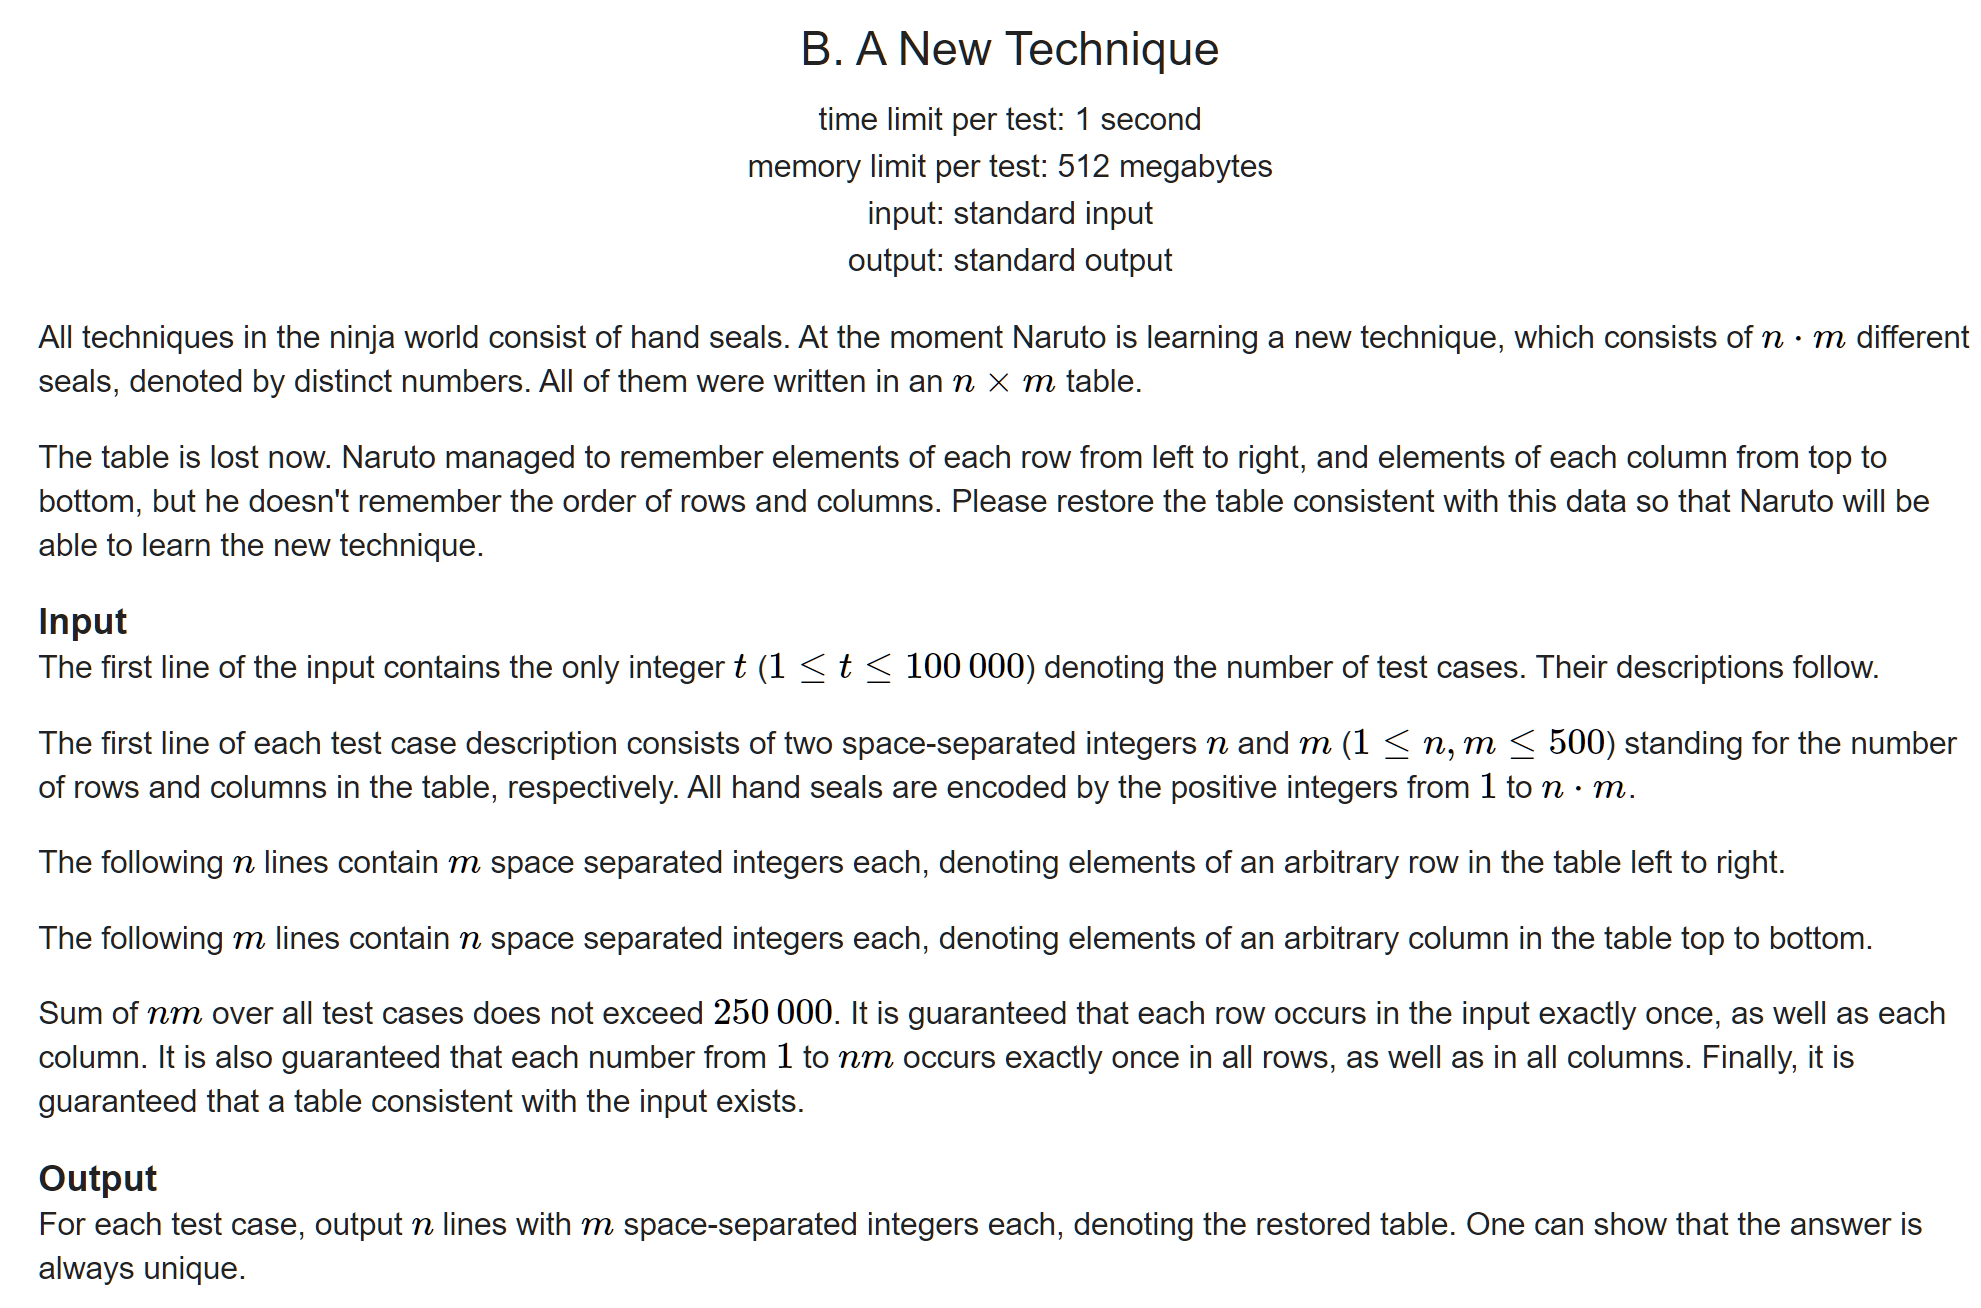 B. A New Technique
time limit per test: 1 second
memory limit per test: 512 megabytes
input: standard input
output: standard output
All techniques in the ninja world consist of hand seals. At the moment Naruto is learning a new technique, which consists of n · m different
seals, denoted by distinct numbers. All of them were written in an n × m table.
The table is lost now. Naruto managed to remember elements of each row from left to right, and elements of each column from top to
bottom, but he doesn't remember the order of rows and columns. Please restore the table consistent with this data so that Naruto will be
able to learn the new technique.
Input
The first line of the input contains the only integer t (1 ≤ t ≤ 100 000) denoting the number of test cases. Their descriptions follow.
The first line of each test case description consists of two space-separated integers n and m (1 ≤ n, m ≤ 500) standing for the number
of rows and columns in the table, respectively. All hand seals are encoded by the positive integers from 1 to n · m.
The following n lines contain m space separated integers each, denoting elements of an arbitrary row in the table left to right.
The following m lines contain n space separated integers each, denoting elements of an arbitrary column in the table top to bottom.
Sum of nm over all test cases does not exceed 250 000. It is guaranteed that each row occurs in the input exactly once, as well as each
column. It is also guaranteed that each number from 1 to nm occurs exactly once in all rows, as well as in all columns. Finally, it is
guaranteed that a table consistent with the input exists.
Output
For each test case, output n lines with m space-separated integers each, denoting the restored table. One can show that the answer is
always unique.